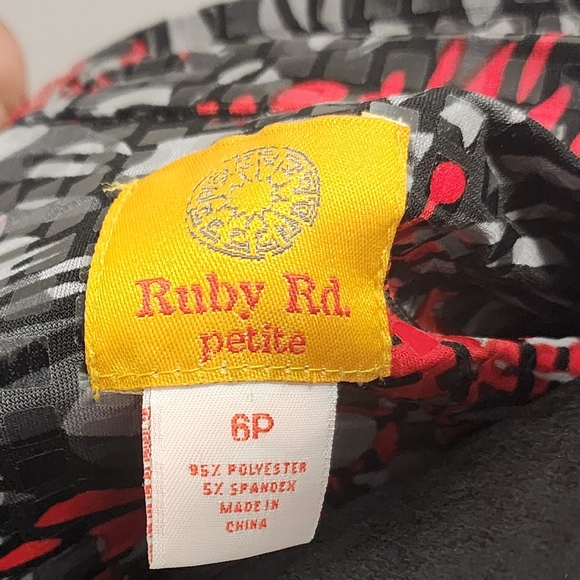 Ruby Rd.
petite
6P
95% POLYESTER
5% SPANDEX
MADE IN
CHINA